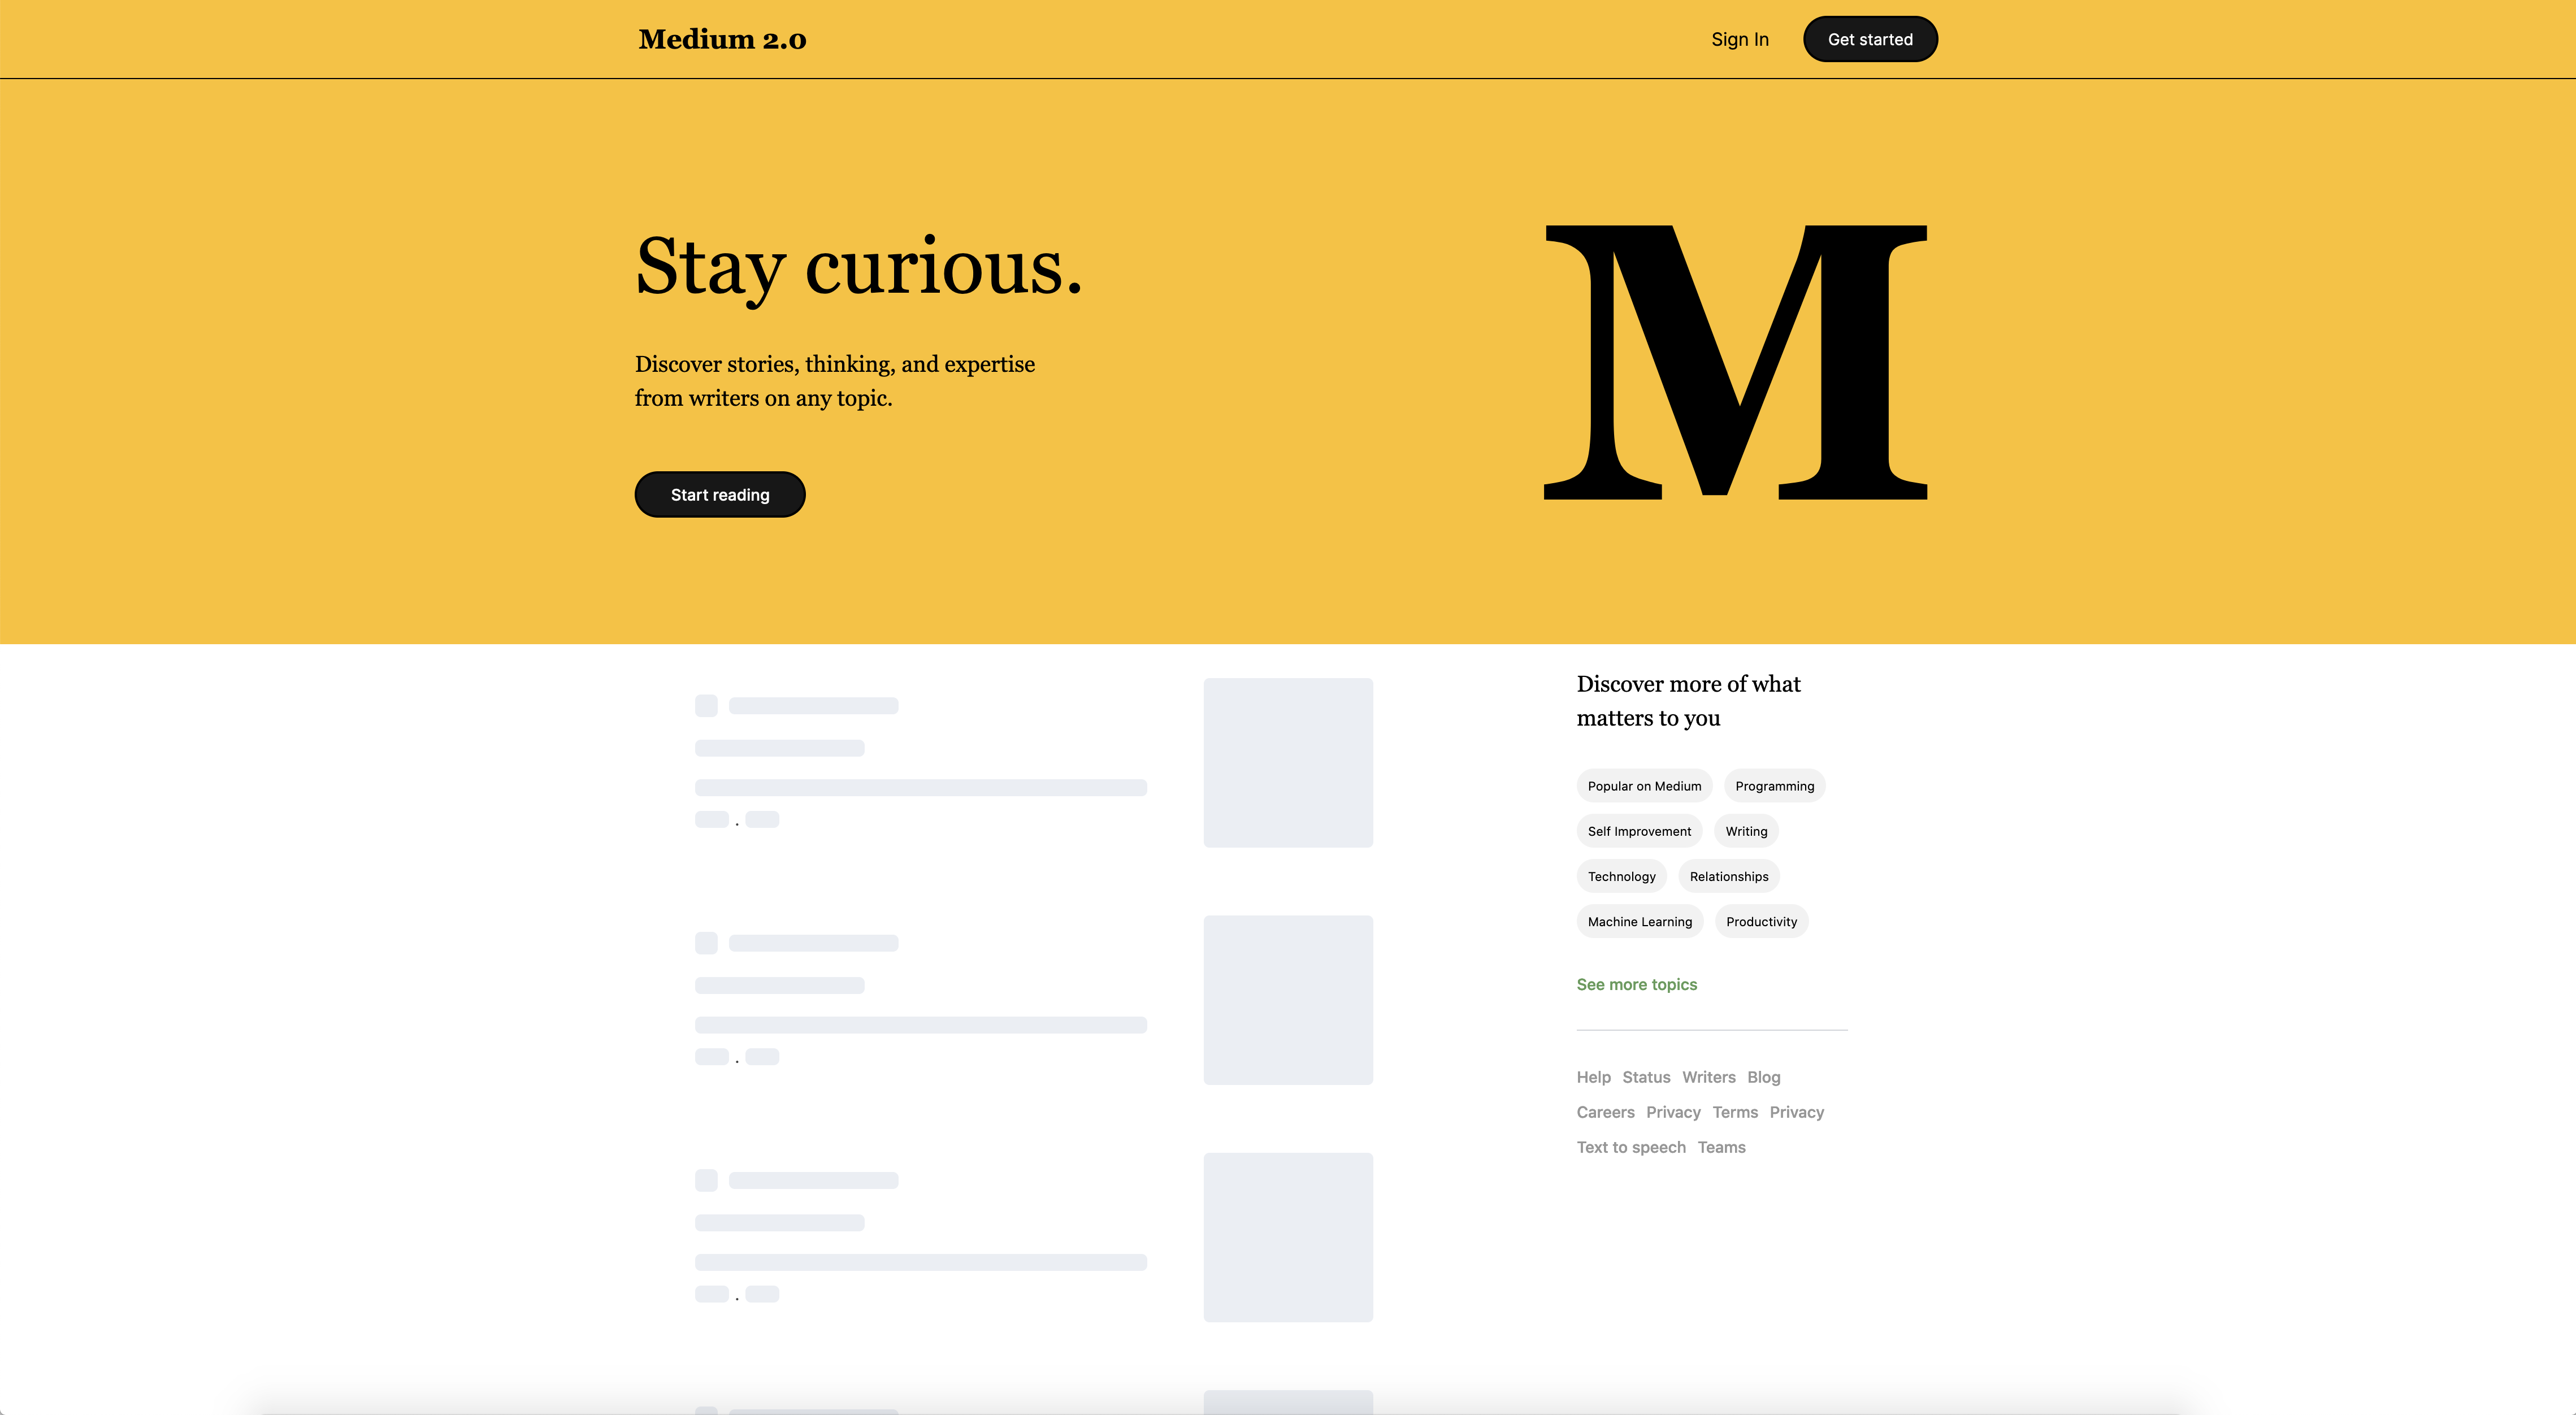 Medium 2.0
Sign In
Get started
Stay curious.
M
Discover stories, thinking, and expertise
from writers on any topic.
Start reading
Discover more of what
matters to you
Popular on Medium
Programming
Self Improvement
Writing
Technology
Relationships
Machine Learning
Productivity
See more topics
Help Status Writers Blog
Careers Privacy Terms Privacy
Text to speech Teams